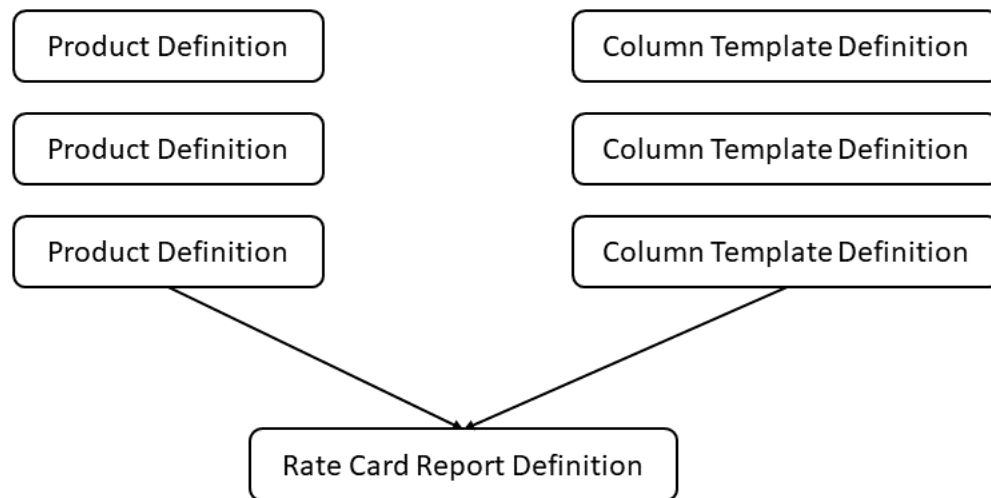 Product Definition
Column Template Definition
Product Definition
Column Template Definition
Product Definition
Column Template Definition
Rate Card Report Definition